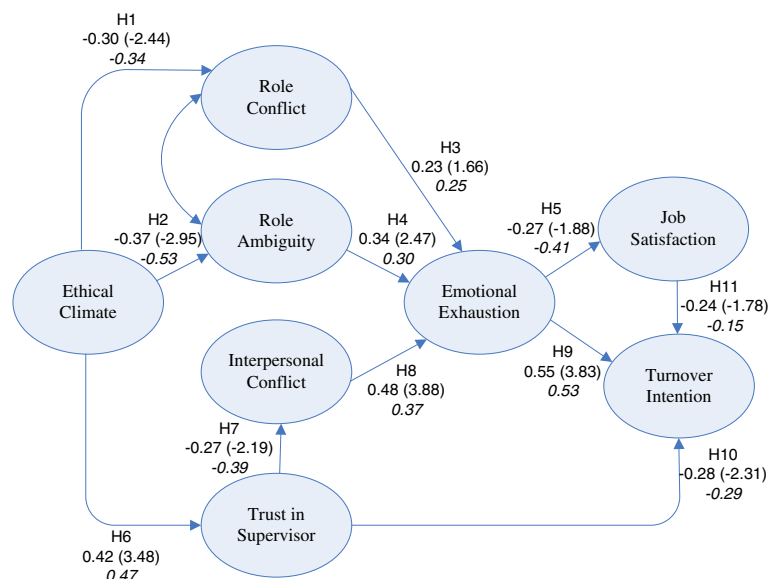 H1
-0.30 (-2.44)
-0.34
Role
Conflict
H3
0.23 (1.66)
0.25
H2
-0.37 (-2.95)
-0.53
Role
Ambiguity
H4
0.34 (2.47)
0.30
H5
-0.27 (-1.88)
-0.41
Job
Satisfaction
Ethical
Climate
Emotional
Exhaustion
H11
-0.24 (-1.78)
-0.15
Interpersonal
Conflict
H8
0.48 (3.88)
0.37
H9
0.55 (3.83)
0.53
Turnover
Intention
H7
-0.27 (-2.19)
-0.39
H10
-0.28 (-2.31)
-0.29
Trust in
Supervisor
H6
0.42 (3.48)
0.47